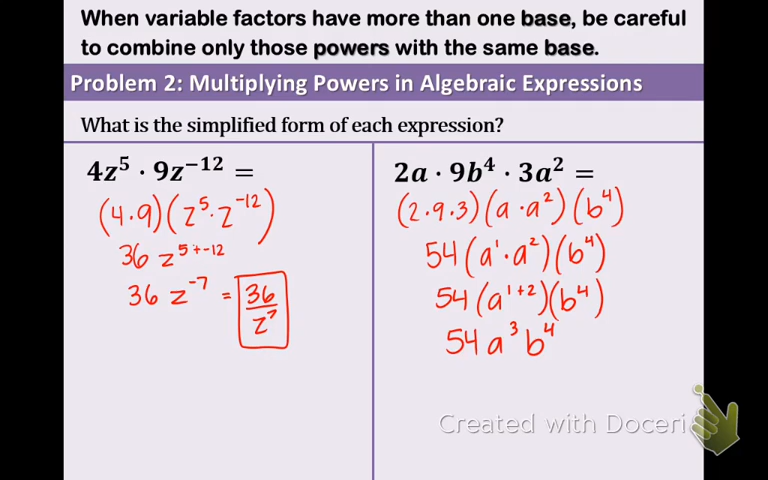 When variable factors have more than one base, be careful
to combine only those powers with the same base.
Problem 2: Multiplying Powers in Algebraic Expressions
What is the simplified form of each expression?
4z⁵ · 9z⁻¹² =
(4·9)(z⁵·z⁻¹²)
36 z⁵⁺⁻¹²
36 z⁻⁷ = 36/z⁷
2a · 9b⁴ · 3a² =
(2·9·3)(a·a²)(b⁴)
54(a¹·a²)(b⁴)
54(a¹⁺²)(b⁴)
54a³b⁴
Created with Doceri